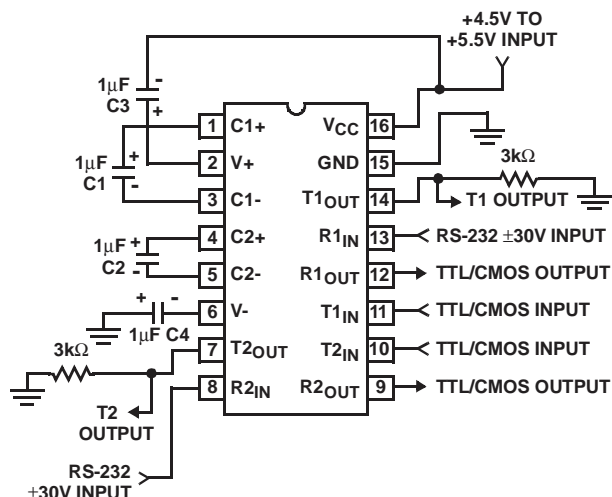 +4.5V TO
+5.5V INPUT
1μF
C3
-
+
1 C1+
VCC 16
1μF
C1
+
-
2 V+
GND 15
3kΩ
3 C1-
T1OUT 14
T1 OUTPUT
4 C2+
R1IN 13
RS-232 ±30V INPUT
1μF
C2
+
-
5 C2-
R1OUT 12
TTL/CMOS OUTPUT
+ -
1μF C4
6 V-
T1IN 11
TTL/CMOS INPUT
3kΩ
7 T2OUT
T2IN 10
TTL/CMOS INPUT
8 R2IN
R2OUT 9
TTL/CMOS OUTPUT
T2
OUTPUT
RS-232
±30V INPUT